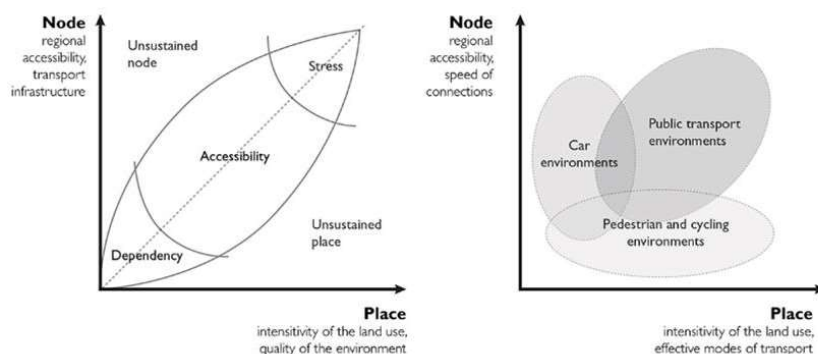 Node
regional
accessibility,
transport
infrastructure
Unsustained
node
Stress
Accessibility
Unsustained
place
Dependency
Place
intensitivity of the land use,
quality of the environment
Node
regional
accessibility,
speed of
connections
Public transport
environments
Car
environments
Pedestrian and cycling
environments
Place
intensitivity of the land use,
effective modes of transport